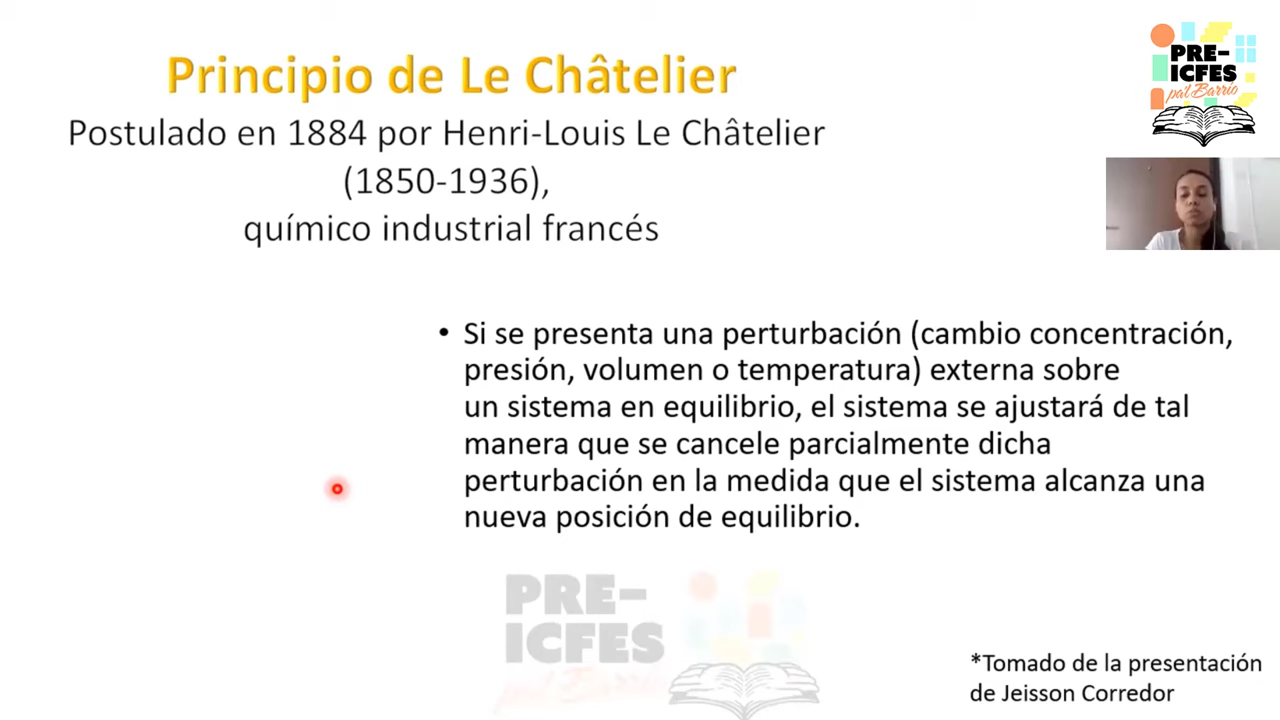 Principio de Le Châtelier
Postulado en 1884 por Henri-Louis Le Châtelier
(1850-1936),
químico industrial francés
PRE-
ICFES
pa'l Barrio
• Si se presenta una perturbación (cambio concentración,
presión, volumen o temperatura) externa sobre
un sistema en equilibrio, el sistema se ajustará de tal
manera que se cancele parcialmente dicha
perturbación en la medida que el sistema alcanza una
nueva posición de equilibrio.
PRE-
ICFES
pa'l Barrio
*Tomado de la presentación
de Jeisson Corredor